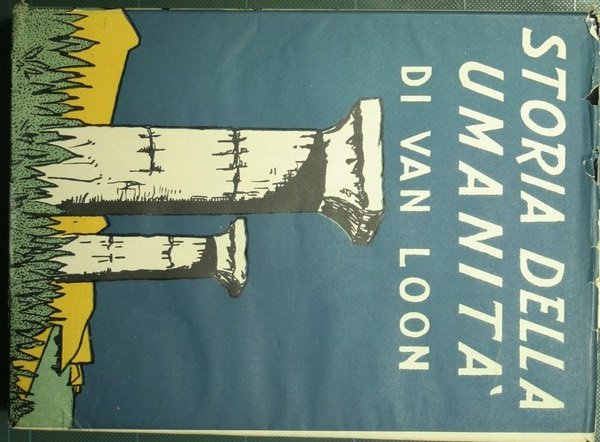 STORIA DELLA
UMANITÀ
DI VAN LOON